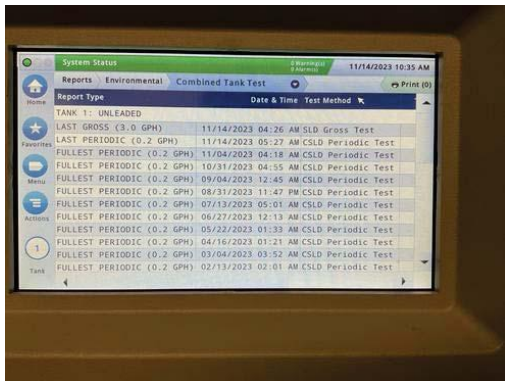 System Status
0 Warning(s)
0 Alarm(s)
11/14/2023 10:35 AM
Home
Reports Environmental Combined Tank Test
Print (0)
Report Type Date & Time Test Method
TANK 1: UNLEADED
Favorites
LAST GROSS (3.0 GPH) 11/14/2023 04:26 AM SLD Gross Test
LAST PERIODIC (0.2 GPH) 11/14/2023 05:27 AM CSLD Periodic Test
FULLEST PERIODIC (0.2 GPH) 11/04/2023 04:18 AM CSLD Periodic Test
Menu
FULLEST PERIODIC (0.2 GPH) 10/31/2023 04:55 AM CSLD Periodic Test
FULLEST PERIODIC (0.2 GPH) 09/04/2023 12:45 AM CSLD Periodic Test
FULLEST PERIODIC (0.2 GPH) 08/31/2023 11:47 PM CSLD Periodic Test
Actions
FULLEST PERIODIC (0.2 GPH) 07/13/2023 05:01 AM CSLD Periodic Test
FULLEST PERIODIC (0.2 GPH) 06/27/2023 12:13 AM CSLD Periodic Test
FULLEST PERIODIC (0.2 GPH) 05/22/2023 01:33 AM CSLD Periodic Test
1
FULLEST PERIODIC (0.2 GPH) 04/16/2023 01:21 AM CSLD Periodic Test
FULLEST PERIODIC (0.2 GPH) 03/04/2023 03:52 AM CSLD Periodic Test
Tank
FULLEST PERIODIC (0.2 GPH) 02/13/2023 02:01 AM CSLD Periodic Test